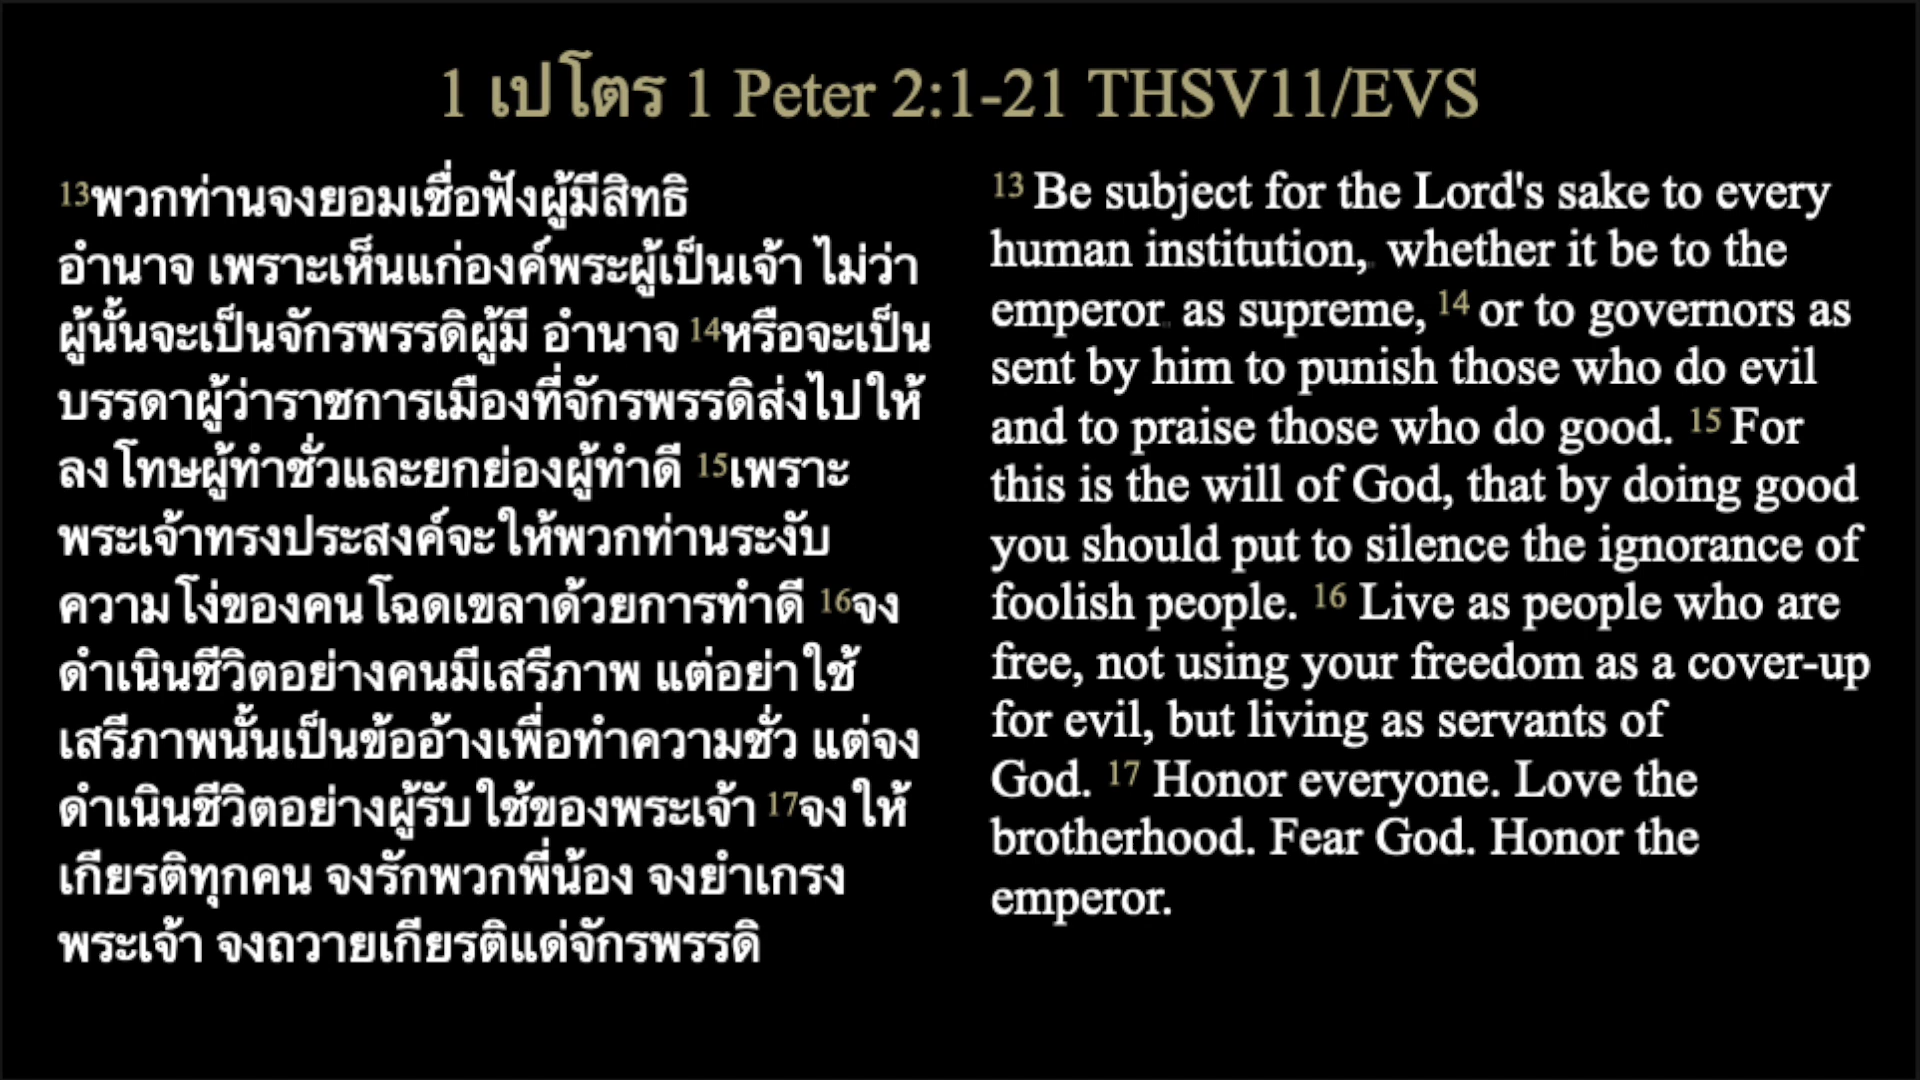 1 เปโตร 1 Peter 2:1-21 THSV11/EVS
13พวกท่านจงยอมเชื่อฟังผู้มีสิทธิ
อำนาจ เพราะเห็นแก่องค์พระผู้เป็นเจ้า ไม่ว่า
ผู้นั้นจะเป็นจักรพรรดิผู้มี อำนาจ 14หรือจะเป็น
บรรดาผู้ว่าราชการเมืองที่จักรพรรดิส่งไปให้
ลงโทษผู้ทำชั่วและยกย่องผู้ทำดี 15เพราะ
พระเจ้าทรงประสงค์จะให้พวกท่านระงับ
ความโง่ของคนโฉดเขลาด้วยการทำดี 16จง
ดำเนินชีวิตอย่างคนมีเสรีภาพ แต่อย่าใช้
เสรีภาพนั้นเป็นข้ออ้างเพื่อทำความชั่ว แต่จง
ดำเนินชีวิตอย่างผู้รับใช้ของพระเจ้า 17จงให้
เกียรติทุกคน จงรักพวกพี่น้อง จงยำเกรง
พระเจ้า จงถวายเกียรติแด่จักรพรรดิ
13 Be subject for the Lord's sake to every
human institution, whether it be to the
emperor as supreme, 14 or to governors as
sent by him to punish those who do evil
and to praise those who do good. 15 For
this is the will of God, that by doing good
you should put to silence the ignorance of
foolish people. 16 Live as people who are
free, not using your freedom as a cover-up
for evil, but living as servants of
God. 17 Honor everyone. Love the
brotherhood. Fear God. Honor the
emperor.